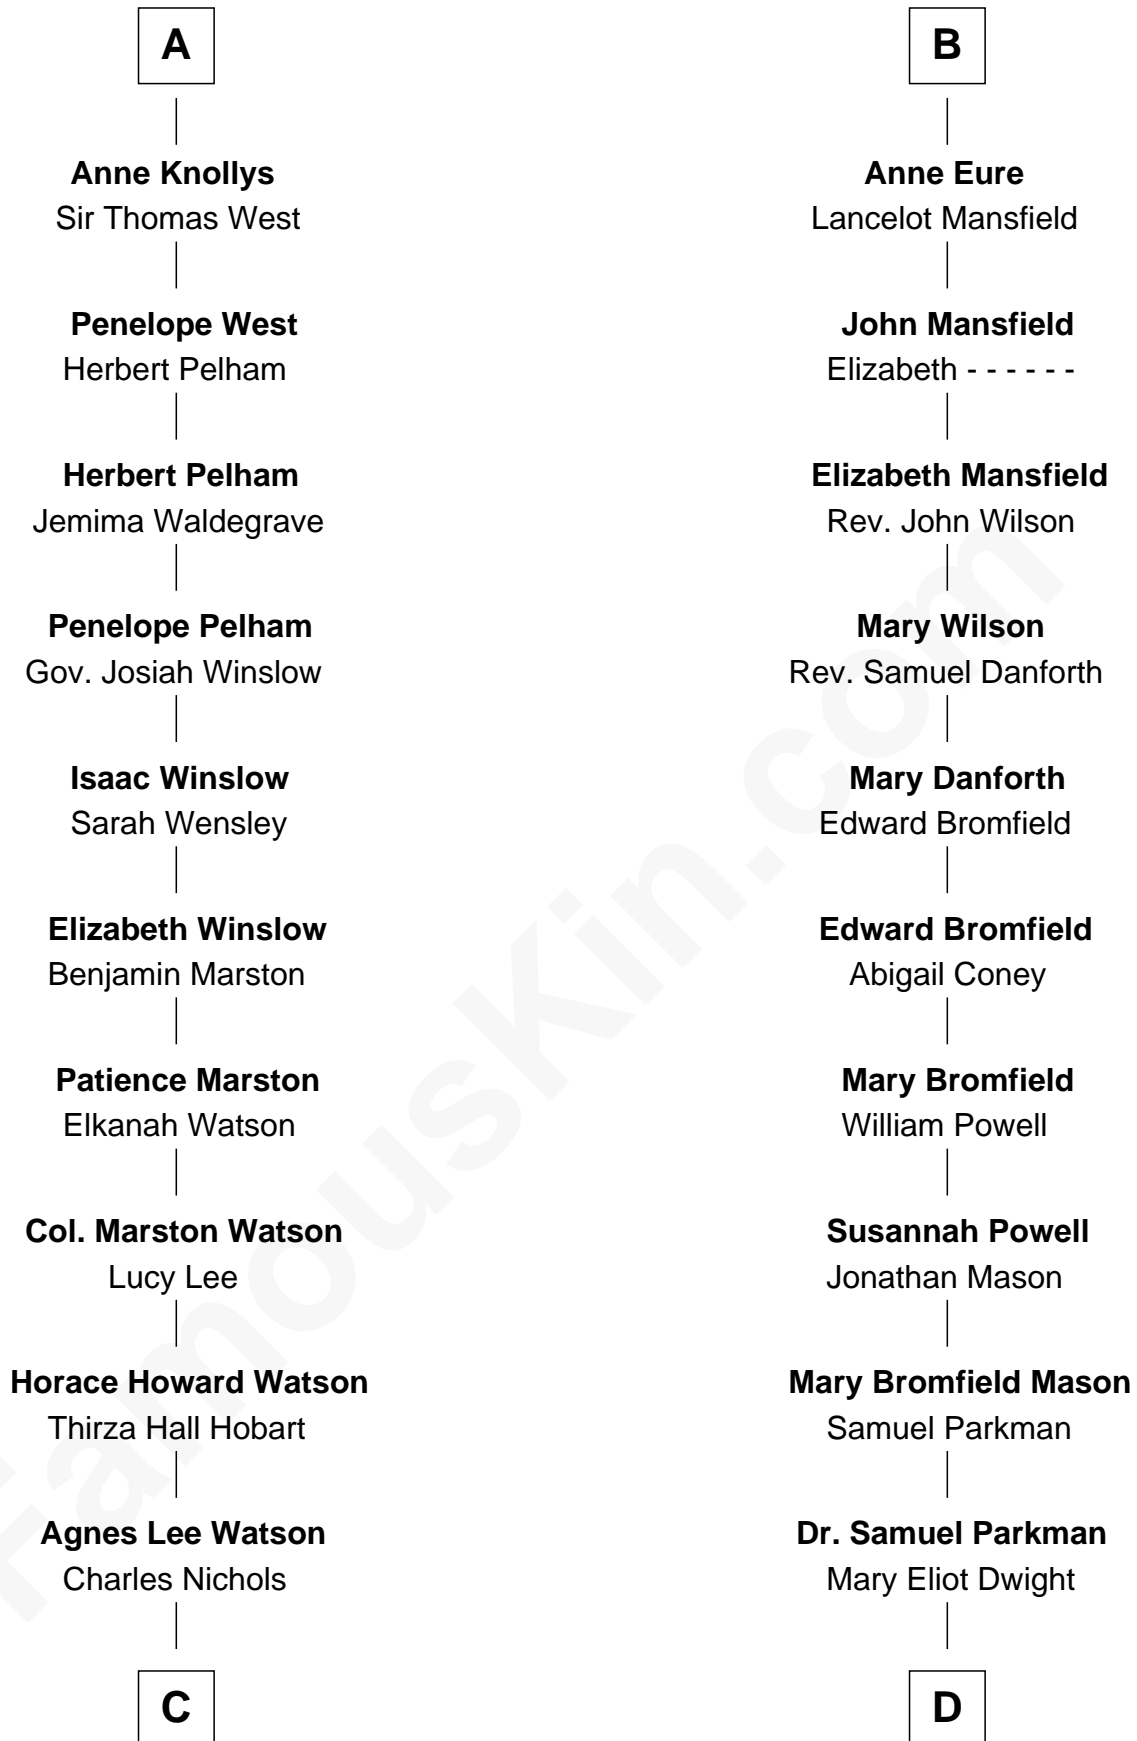 A
Anne Knollys
Sir Thomas West
Penelope West
Herbert Pelham
Herbert Pelham
Jemima Waldegrave
Penelope Pelham
Gov. Josiah Winslow
Isaac Winslow
Sarah Wensley
Elizabeth Winslow
Benjamin Marston
Patience Marston
Elkanah Watson
Col. Marston Watson
Lucy Lee
Horace Howard Watson
Thirza Hall Hobart
Agnes Lee Watson
Charles Nichols
C
B
Anne Eure
Lancelot Mansfield
John Mansfield
Elizabeth - - - - - -
Elizabeth Mansfield
Rev. John Wilson
Mary Wilson
Rev. Samuel Danforth
Mary Danforth
Edward Bromfield
Edward Bromfield
Abigail Coney
Mary Bromfield
William Powell
Susannah Powell
Jonathan Mason
Mary Bromfield Mason
Samuel Parkman
Dr. Samuel Parkman
Mary Eliot Dwight
D
FamousKin.com